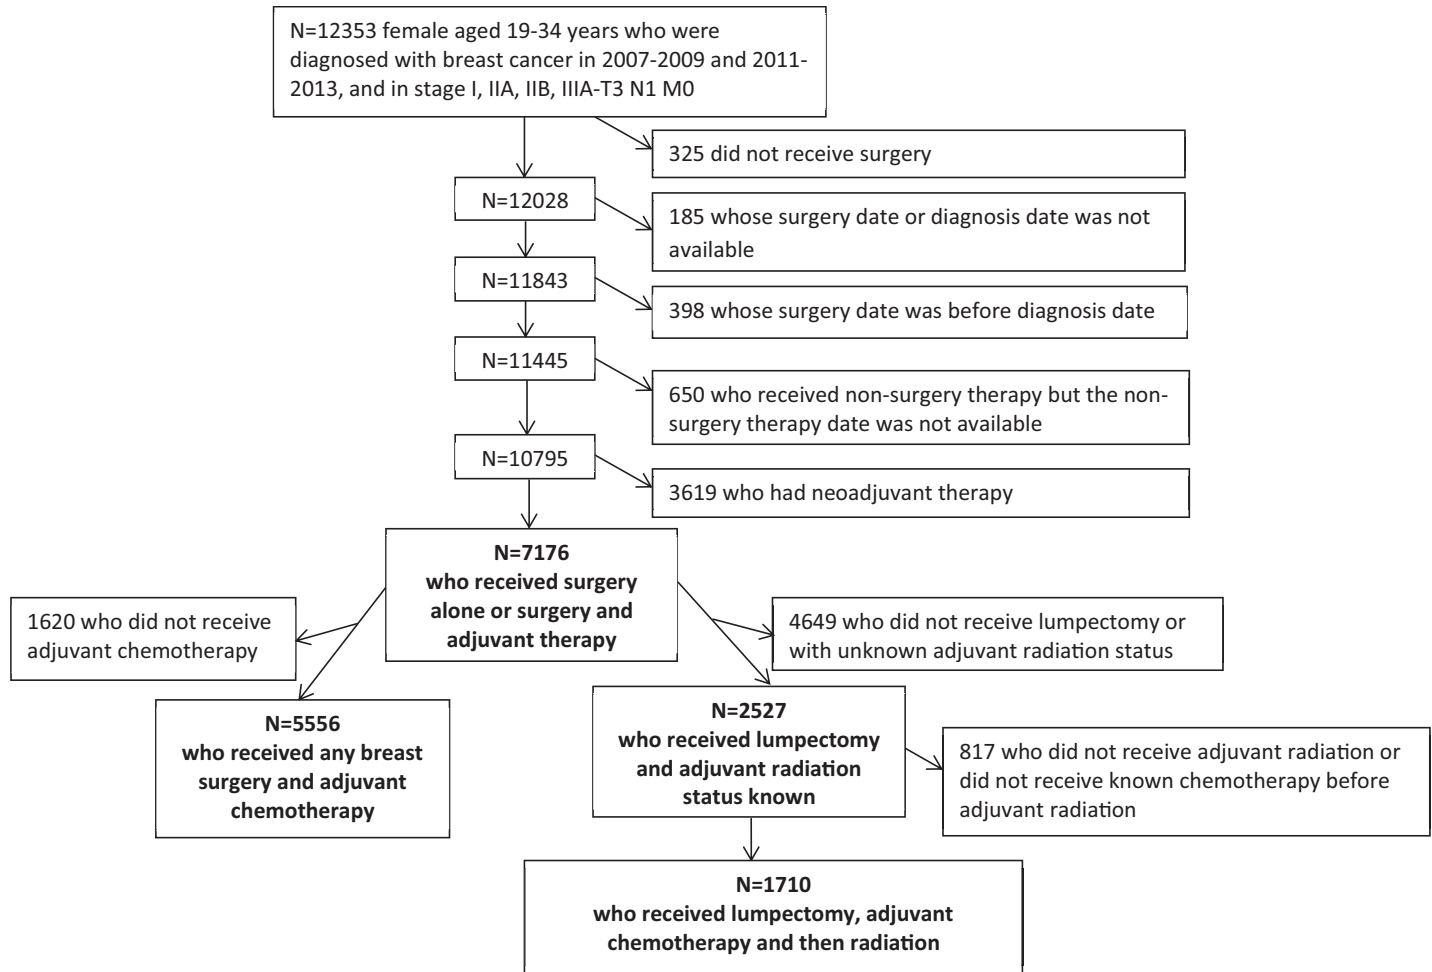 N=12353 female aged 19-34 years who were
diagnosed with breast cancer in 2007-2009 and 2011-
2013, and in stage I, IIA, IIB, IIIA-T3 N1 M0
325 did not receive surgery
N=12028
185 whose surgery date or diagnosis date was not
available
N=11843
398 whose surgery date was before diagnosis date
N=11445
650 who received non-surgery therapy but the non-
surgery therapy date was not available
N=10795
3619 who had neoadjuvant therapy
N=7176
who received surgery
alone or surgery and
adjuvant therapy
1620 who did not receive
adjuvant chemotherapy
4649 who did not receive lumpectomy or
with unknown adjuvant radiation status
N=5556
who received any breast
surgery and adjuvant
chemotherapy
N=2527
who received lumpectomy
and adjuvant radiation
status known
817 who did not receive adjuvant radiation or
did not receive known chemotherapy before
adjuvant radiation
N=1710
who received lumpectomy, adjuvant
chemotherapy and then radiation